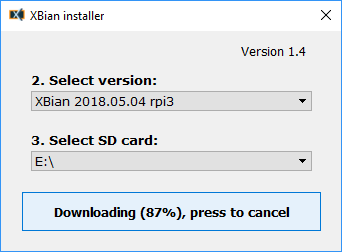 XBian installer
Version 1.4
2. Select version:
XBian 2018.05.04 rpi3
3. Select SD card:
E:\
Downloading (87%), press to cancel